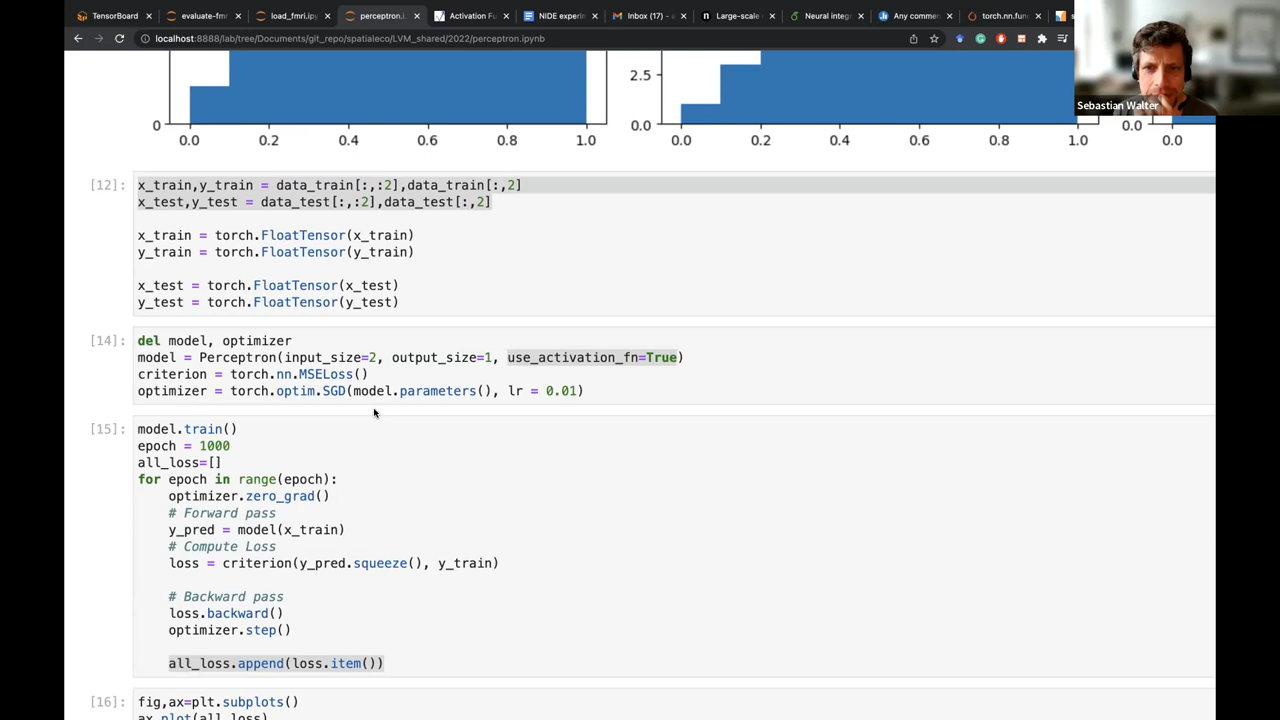 TensorBoard
evaluate-fmr
load_fmri.ipy
perceptron.i
Activation Fu
NIDE experin
Inbox (17) - a
Large-scale
Neural integ
Any commen
torch.nn.func
localhost:8888/lab/tree/Documents/git_repo/spatialeco/LVM_shared/2022/perceptron.ipynb
Sebastian Walter
2.5
0 0.0 0.0
0.0 0.2 0.4 0.6 0.8 1.0 0.0 0.2 0.4 0.6 0.8 1.0 0.0
[12]: x_train,y_train = data_train[:,:2],data_train[:,2]
x_test,y_test = data_test[:,:2],data_test[:,2]
x_train = torch.FloatTensor(x_train)
y_train = torch.FloatTensor(y_train)
x_test = torch.FloatTensor(x_test)
y_test = torch.FloatTensor(y_test)
[14]: del model, optimizer
model = Perceptron(input_size=2, output_size=1, use_activation_fn=True)
criterion = torch.nn.MSELoss()
optimizer = torch.optim.SGD(model.parameters(), lr = 0.01)
[15]: model.train()
epoch = 1000
all_loss=[]
for epoch in range(epoch):
optimizer.zero_grad()
# Forward pass
y_pred = model(x_train)
# Compute Loss
loss = criterion(y_pred.squeeze(), y_train)
# Backward pass
loss.backward()
optimizer.step()
all_loss.append(loss.item())
[16]: fig,ax=plt.subplots()
ax.plot(all_loss)